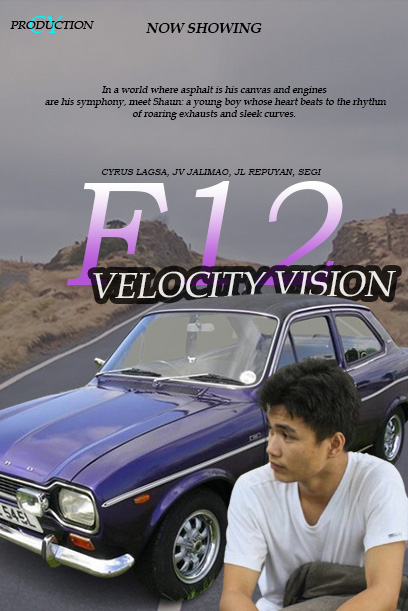 PRODUCTION
CY
NOW SHOWING
In a world where asphalt is his canvas and engines
are his symphony, meet Shaun: a young boy whose heart beats to the rhythm
of roaring exhausts and sleek curves.
CYRUS LAGSA, JV JALIMAO, JL REPUYAN, SEGI
F12
VELOCITY VISION